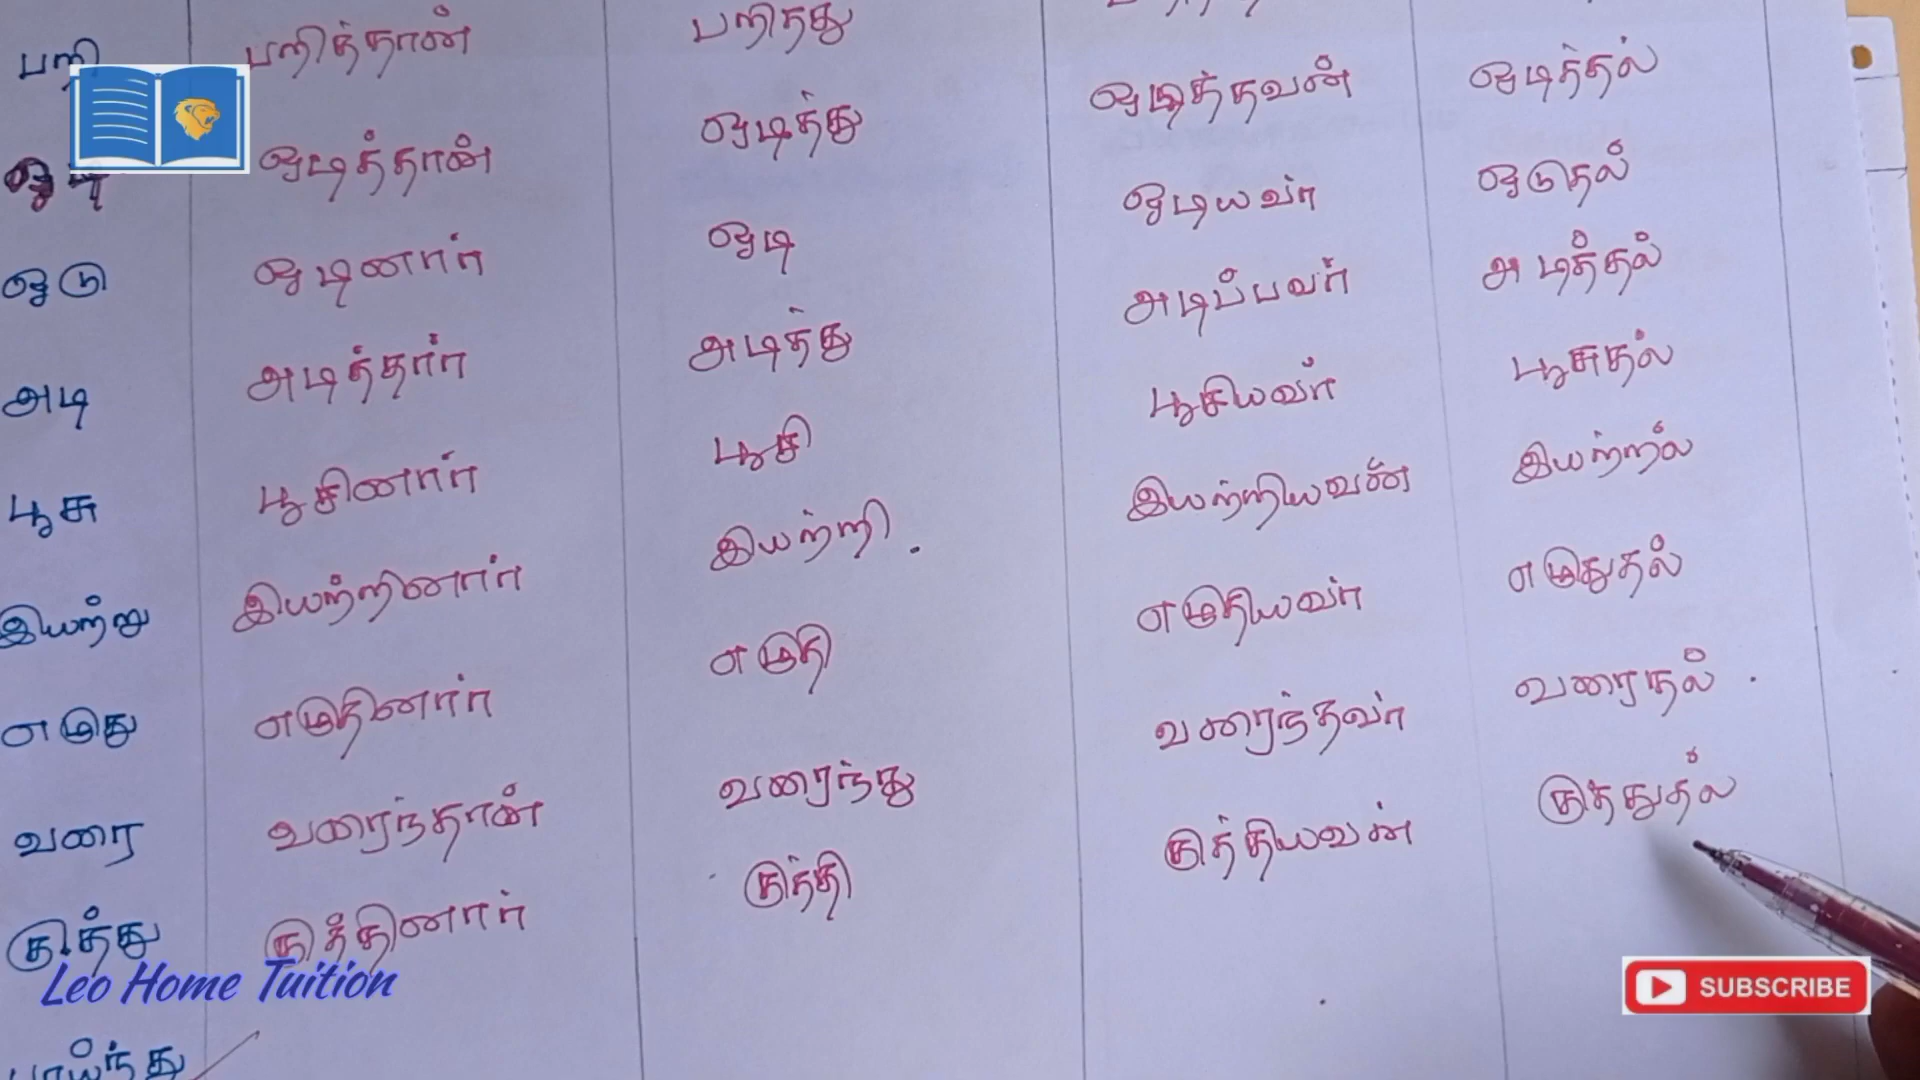 பறி பறித்தான் பறித்து
ஒடி ஒடித்தான் ஒடித்து ஒடித்தவன் ஒடித்தல்
ஓடு ஓடினார் ஓடி ஓடியவர் ஓடுதல்
அடி அடித்தார் அடித்து அடிப்பவர் அடித்தல்
பூசு பூசினார் பூசி பூசியவர் பூசுதல்
இயற்று இயற்றினார் இயற்றி இயற்றியவன் இயற்றல்
எழுது எழுதினார் எழுதி எழுதியவர் எழுதுதல்
வரை வரைந்தான் வரைந்து வரைந்தவர் வரைதல்
குத்து குத்தினார் குத்தி குத்தியவன் குத்துதல்
Leo Home Tuition
SUBSCRIBE